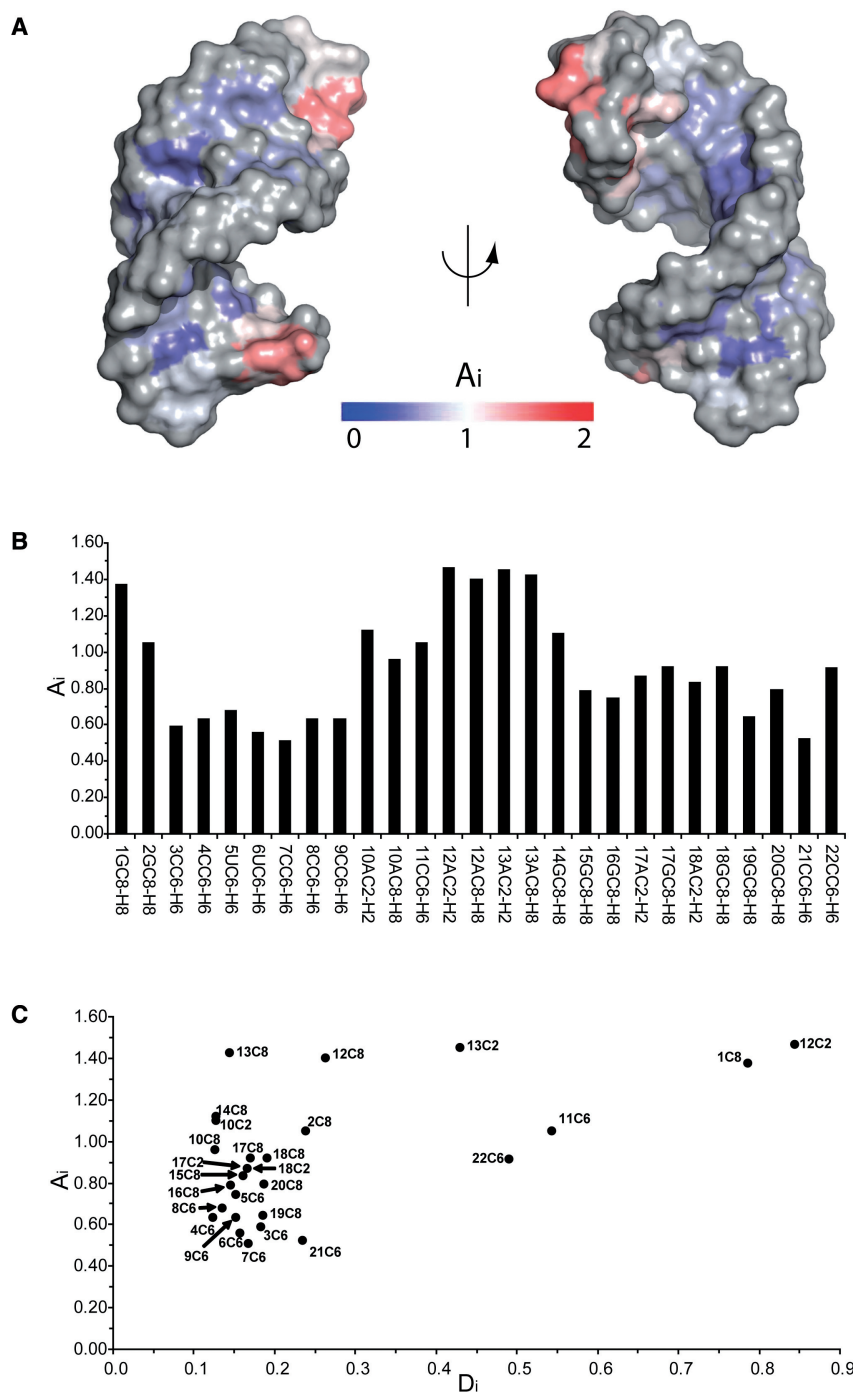 A
Ai
0 1 2
B
1.60
1.40
1.20
1.00
0.80
0.60
0.40
0.20
0.00
Ai
1GC8-H8
2GC8-H8
3CC6-H6
4CC6-H6
5UC6-H6
6UC6-H6
7CC6-H6
8CC6-H6
9CC6-H6
10AC2-H2
10AC8-H8
11CC6-H6
12AC2-H2
12AC8-H8
13AC2-H2
13AC8-H8
14GC8-H8
15GC8-H8
16GC8-H8
17AC2-H2
17GC8-H8
18AC2-H2
18GC8-H8
19GC8-H8
20GC8-H8
21CC6-H6
22CC6-H6
C
1.60
1.40
1.20
1.00
0.80
0.60
0.40
0.20
0.00
Ai
13C8
12C8
13C2
1C8
12C2
14C8
10C2
2C8
11C6
10C8
17C8
18C8
22C6
17C2
18C2
15C8
20C8
16C8
5C6
8C6
19C8
4C6
3C6
6C6
9C6
7C6
21C6
0.0 0.1 0.2 0.3 0.4 0.5 0.6 0.7 0.8 0.9
Di